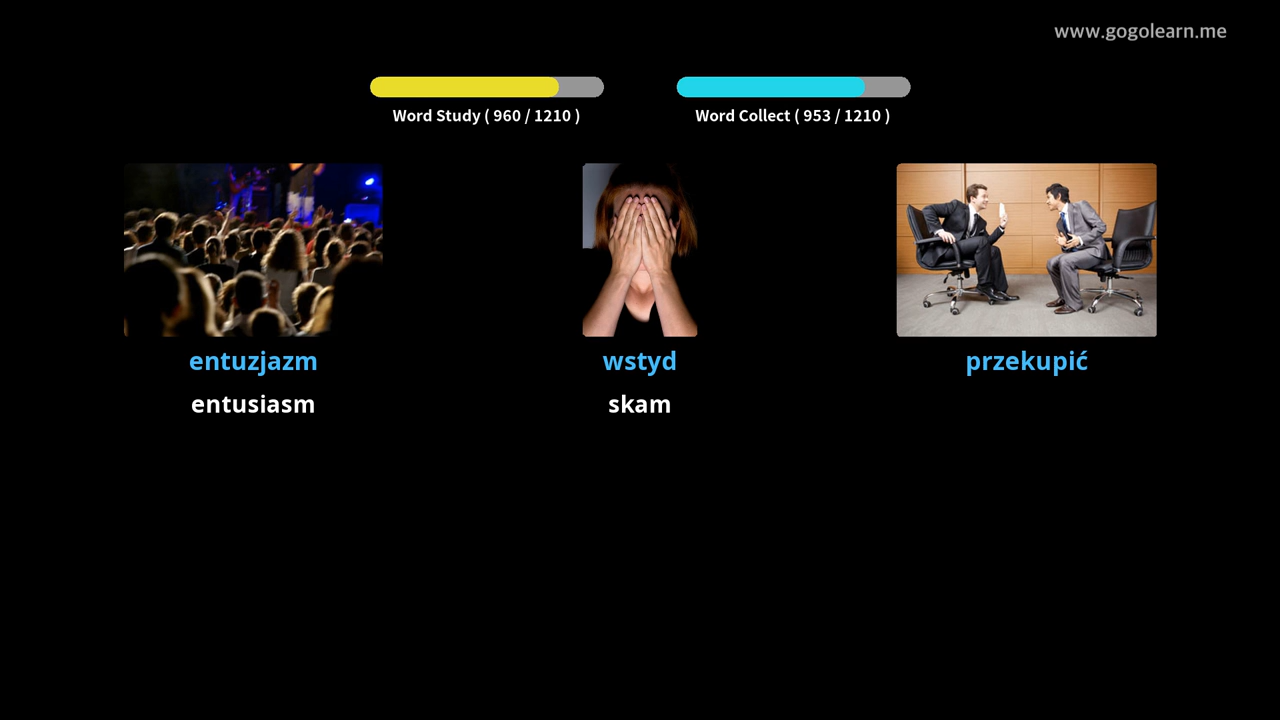 www.gogolearn.me
Word Study ( 960 / 1210 )
Word Collect ( 953 / 1210 )
entuzjazm
wstyd
przekupić
entusiasm
skam